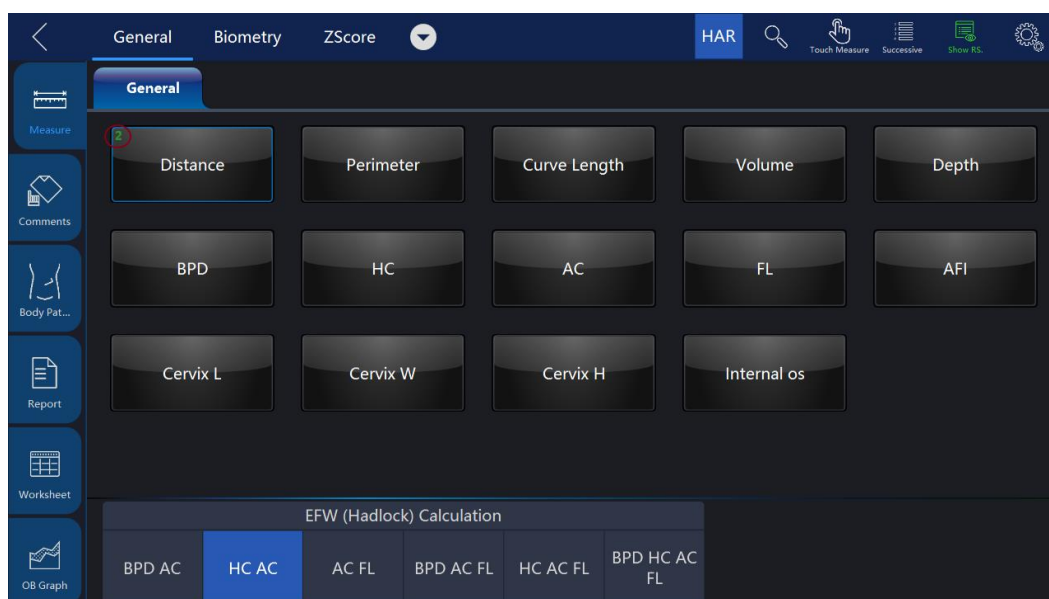 General Biometry ZScore HAR Touch Measure Successive Show RS.
General
Measure
2
Distance Perimeter Curve Length Volume Depth
Comments
BPD HC AC FL AFI
Body Pat...
Cervix L Cervix W Cervix H Internal os
Report
Worksheet
EFW (Hadlock) Calculation
BPD AC HC AC AC FL BPD AC FL HC AC FL BPD HC AC
FL
OB Graph